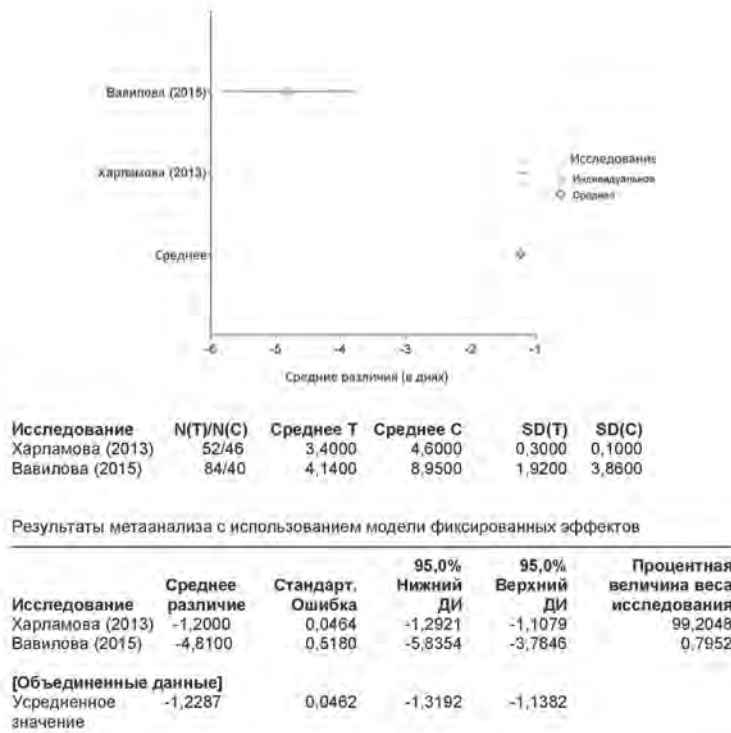 Вавилова (2015)
Харламова (2013)
Среднее
Исследование
Индивидуальное
Среднее
-6 -5 -4 -3 -2 -1
Средние различия (в днях)
Исследование N(T)/N(C) Среднее Т Среднее С SD(T) SD(C)
Харламова (2013) 52/46 3,4000 4,6000 0,3000 0,1000
Вавилова (2015) 84/40 4,1400 8,9500 1,9200 3,8600
Результаты метаанализа с использованием модели фиксированных эффектов
95,0% 95,0% Процентная
Среднее Стандарт. Нижний Верхний величина веса
Исследование различие Ошибка ДИ ДИ исследования
Харламова (2013) -1,2000 0,0464 -1,2921 -1,1079 99,2048
Вавилова (2015) -4,8100 0,5180 -5,8354 -3,7846 0,7952
[Объединенные данные]
Усредненное -1,2287 0,0462 -1,3192 -1,1382
значение